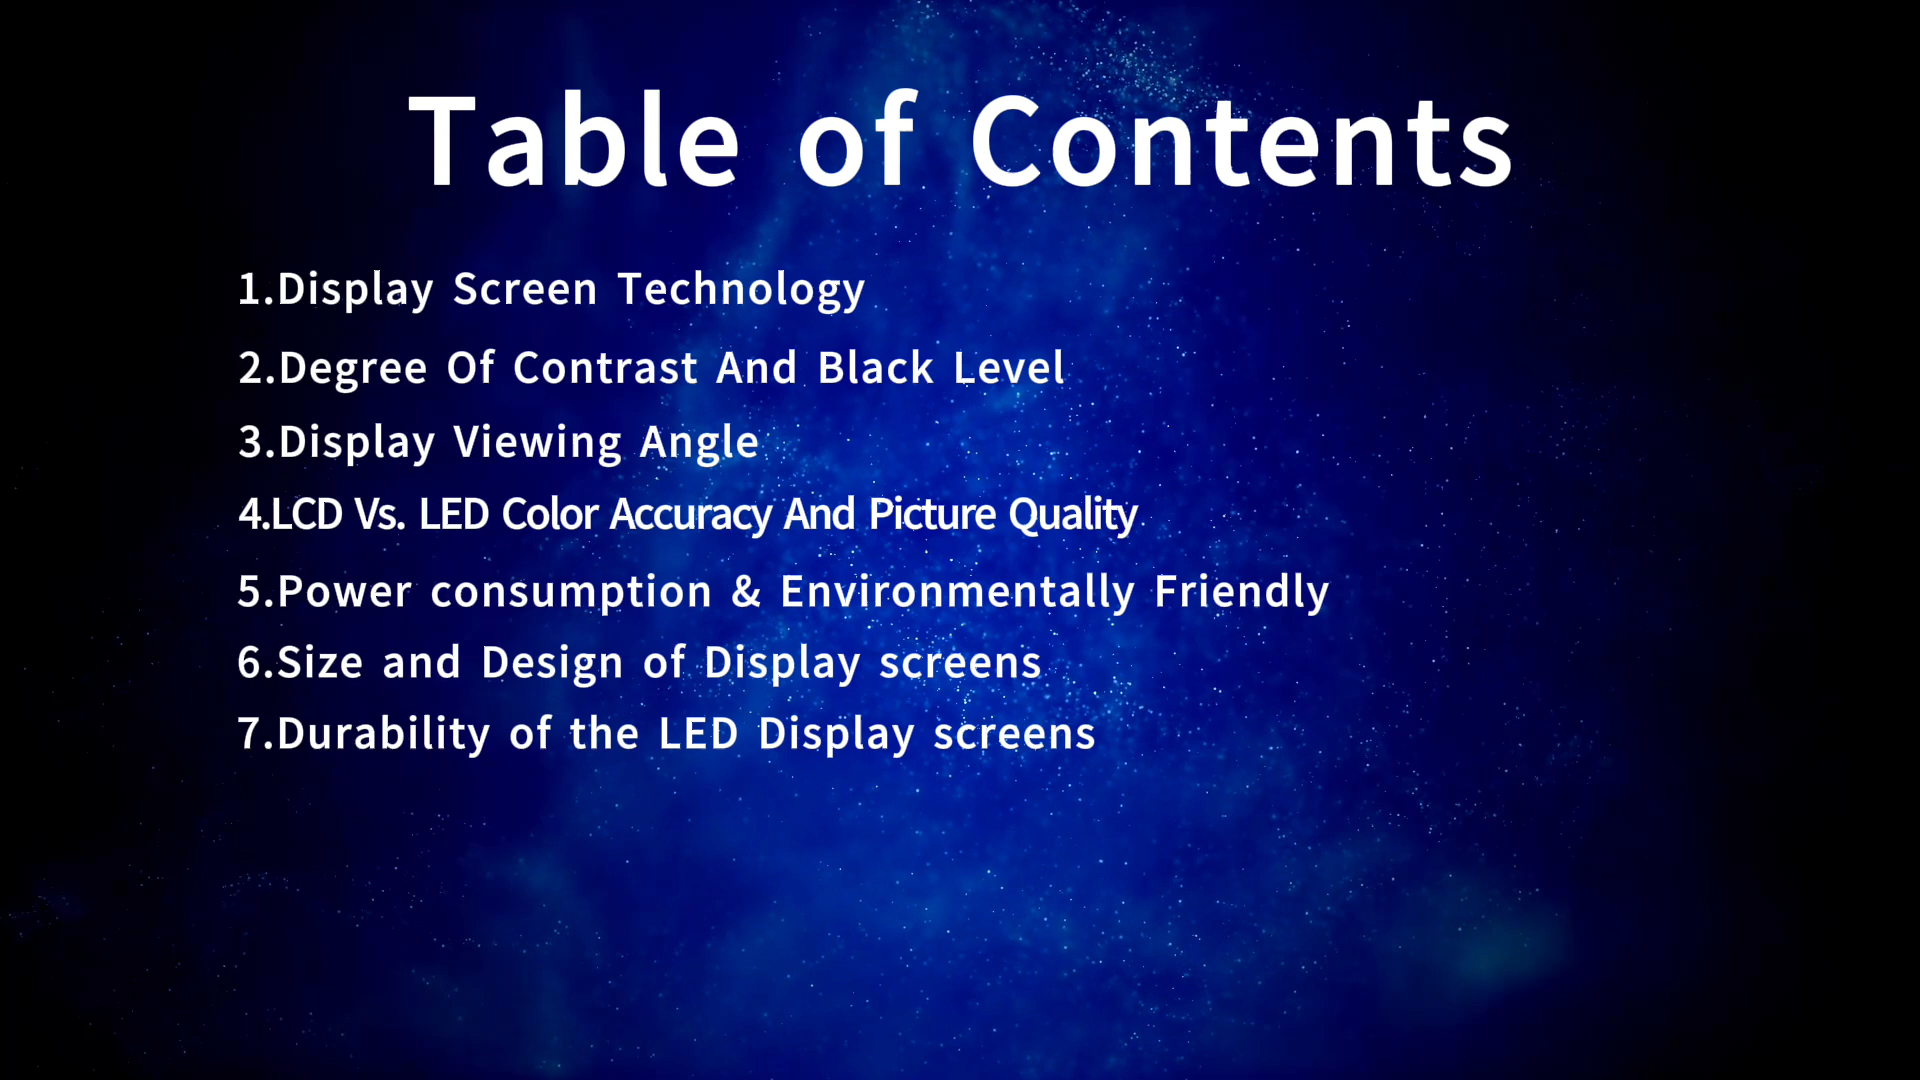 Table of Contents
1.Display Screen Technology
2.Degree Of Contrast And Black Level
3.Display Viewing Angle
4.LCD Vs. LED Color Accuracy And Picture Quality
5.Power consumption & Environmentally Friendly
6.Size and Design of Display screens
7.Durability of the LED Display screens